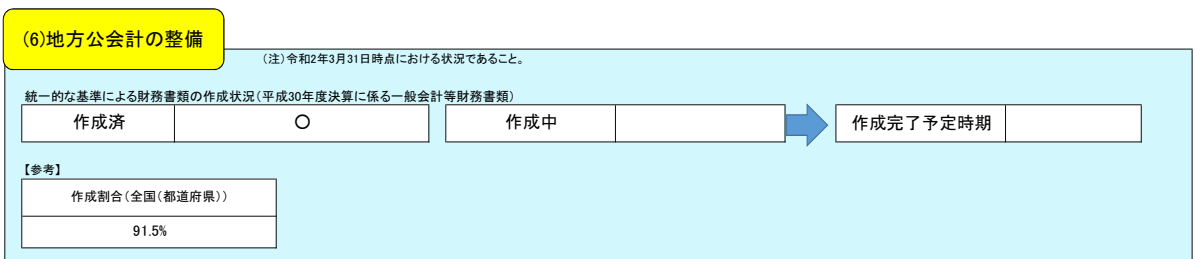 (6)地方公会計の整備
(注)令和2年3月31日時点における状況であること。
統一的な基準による財務書類の作成状況(平成30年度決算に係る一般会計等財務書類)
作成済 〇 作成中 作成完了予定時期
【参考】
作成割合(全国(都道府県))
91.5%